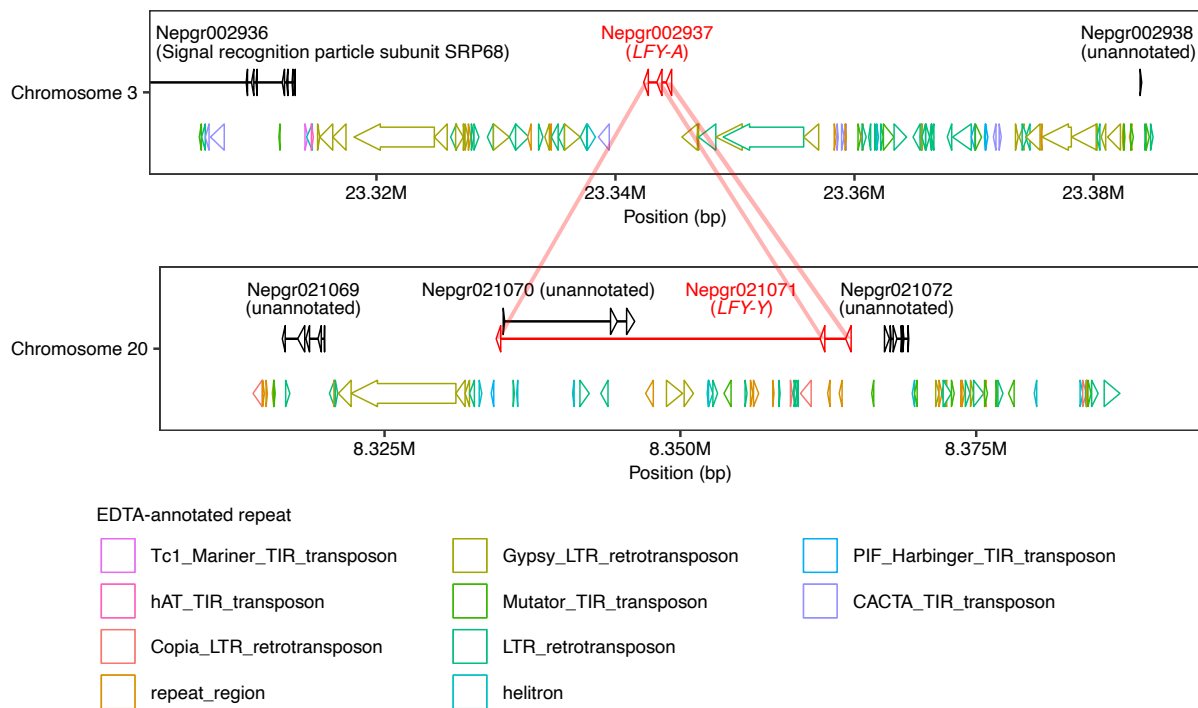 Nepgr002936
(Signal recognition particle subunit SRP68)
Nepgr002937
(LFY-A)
Nepgr002938
(unannotated)
Chromosome 3
23.32M
23.34M
23.36M
23.38M
Position (bp)
Nepgr021069
(unannotated)
Nepgr021070 (unannotated)
Nepgr021071
(LFY-Y)
Nepgr021072
(unannotated)
Chromosome 20
8.325M
8.350M
8.375M
Position (bp)
EDTA-annotated repeat
Tc1_Mariner_TIR_transposon
hAT_TIR_transposon
Copia_LTR_retrotransposon
repeat_region
Gypsy_LTR_retrotransposon
Mutator_TIR_transposon
LTR_retrotransposon
helitron
PIF_Harbinger_TIR_transposon
CACTA_TIR_transposon